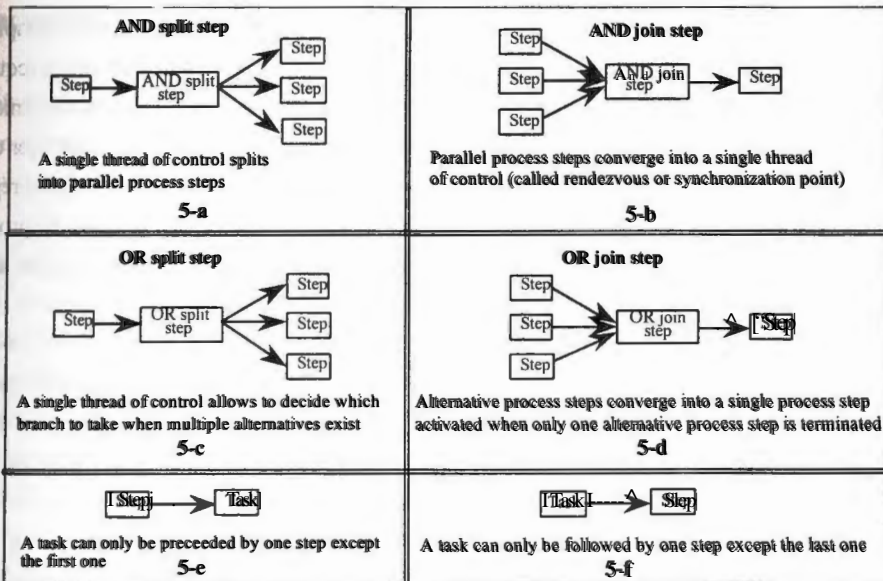 AND split step
Step
AND split
step
Step
Step
Step
A single thread of control splits
into parallel process steps
5-a
AND join step
Step
Step
Step
AND join
step
Step
Parallel process steps converge into a single thread
of control (called rendezvous or synchronization point)
5-b
OR split step
Step
OR split
step
Step
Step
Step
A single thread of control allows to decide which
branch to take when multiple alternatives exist
5-c
OR join step
Step
Step
Step
OR join
step
Step
Alternative process steps converge into a single process step
activated when only one alternative process step is terminated
5-d
Step
Task
A task can only be preceeded by one step except
the first one
5-e
Task
Step
A task can only be followed by one step except the last one
5-f